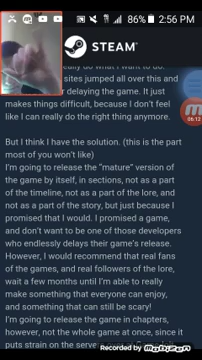 86% 2:56 PM
STEAM
really do what I want to do.
sites jumped all over this and
delaying the game. It just
makes things difficult, because I don't feel
like I can really do the right thing anymore.
06:12
But I think I have the solution. (this is the part
most of you won't like)
I'm going to release the "mature" version of
the game by itself, in sections, not as a part
of the timeline, not as a part of the lore, and
not as a part of the story, but just because I
promised that I would. I promised a game,
and don't want to be one of those developers
who endlessly delays their game's release.
However, I would recommend that real fans
of the games, and real followers of the lore,
wait a few months until I'm able to really
make something that everyone can enjoy,
and something that can still be scary!
I'm going to release the game in chapters,
however, not the whole game at once, since it
puts strain on the
RECORDED BY
Mobizen